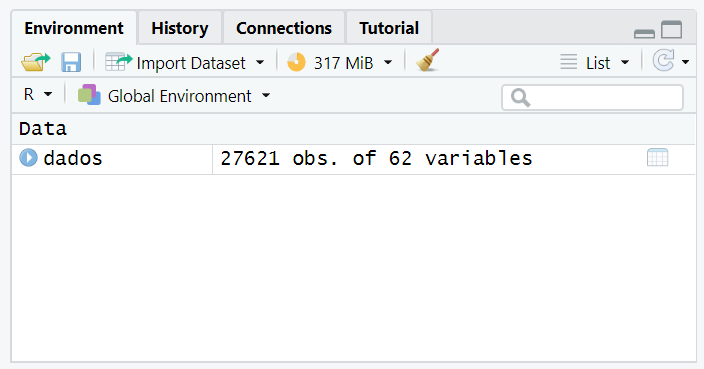 Environment History Connections Tutorial
Import Dataset 317 MiB List
R Global Environment
Data
dados 27621 obs. of 62 variables